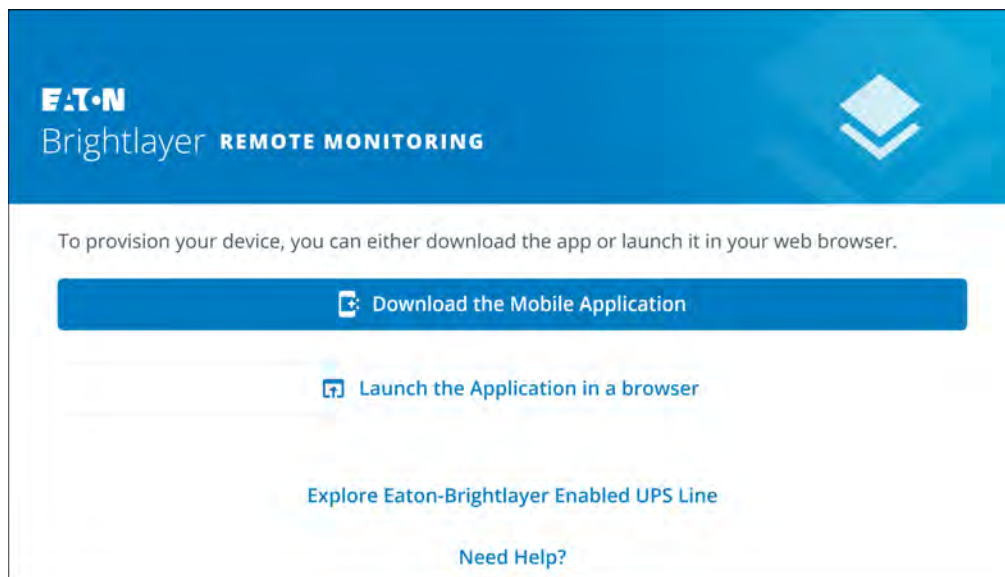 EATON
Brightlayer REMOTE MONITORING
To provision your device, you can either download the app or launch it in your web browser.
Download the Mobile Application
Launch the Application in a browser
Explore Eaton-Brightlayer Enabled UPS Line
Need Help?